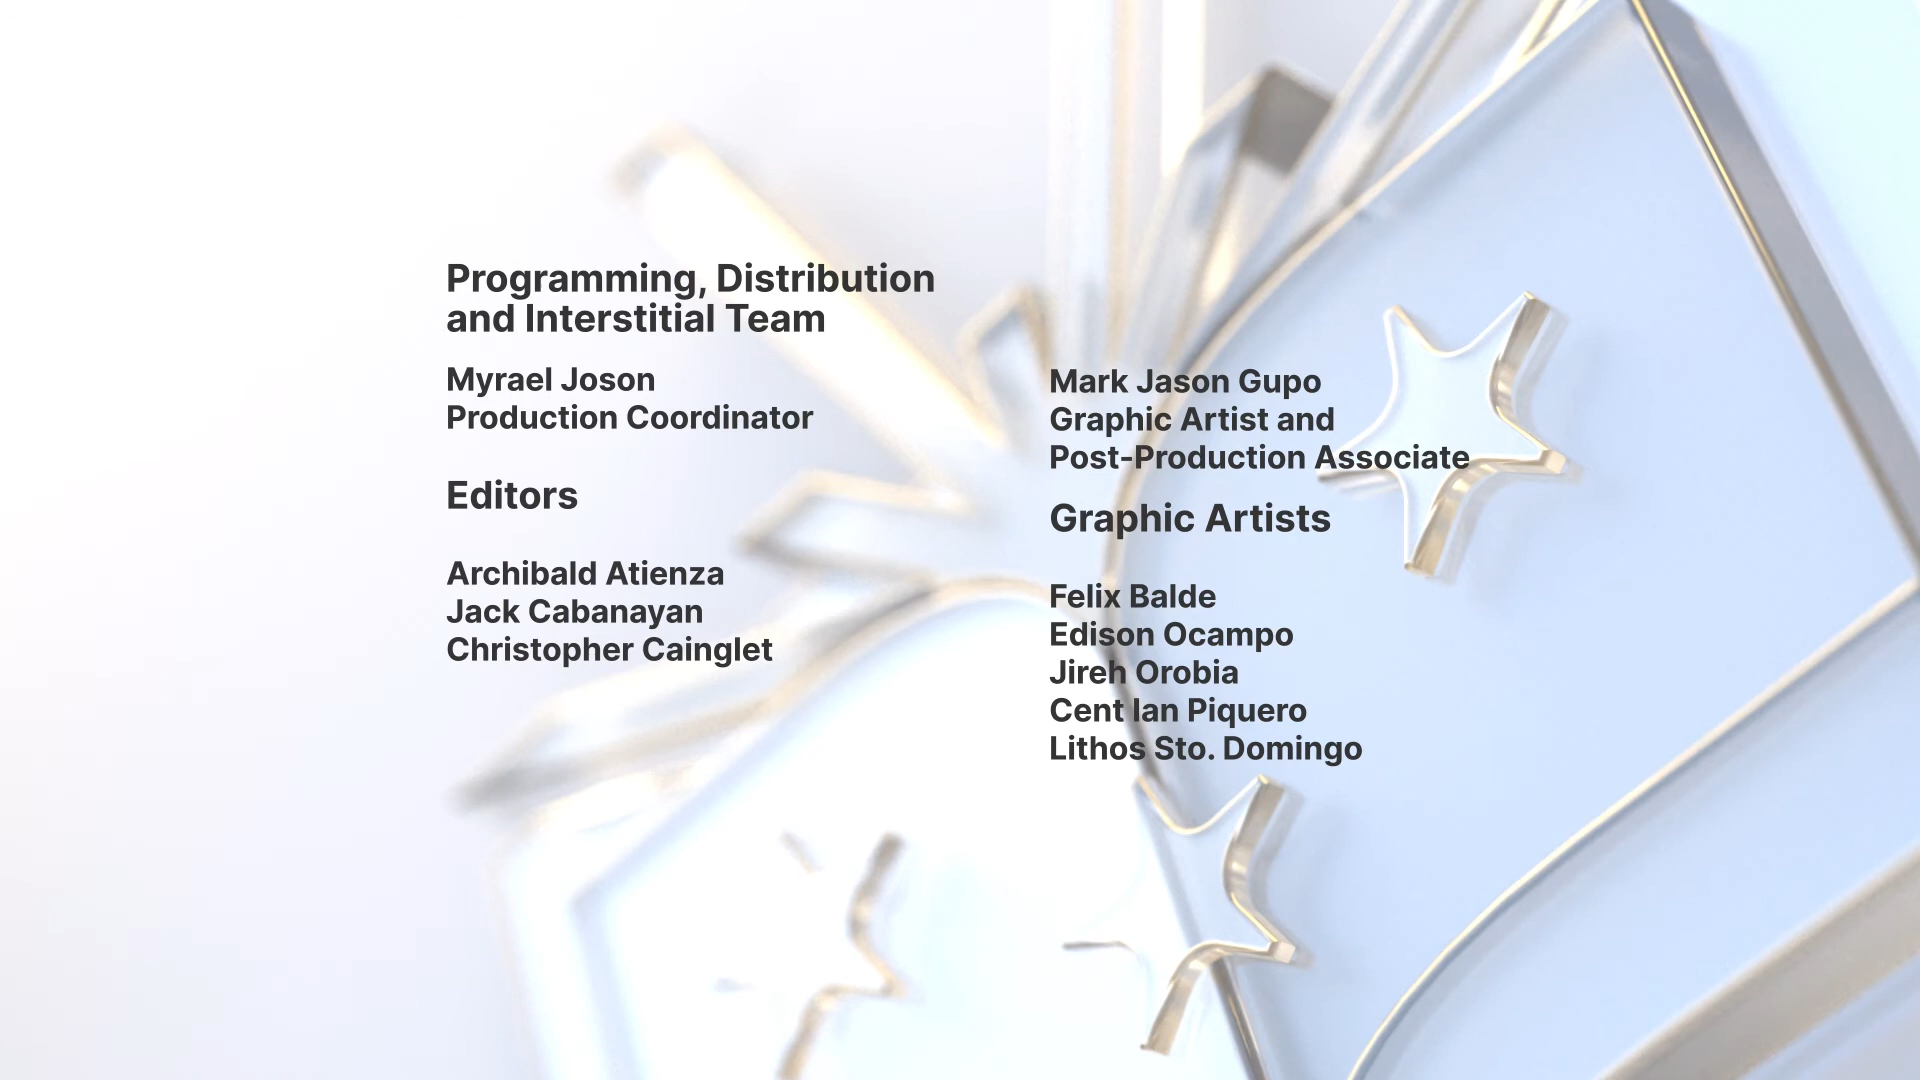 Programming, Distribution
and Interstitial Team
Myrael Joson
Production Coordinator
Editors
Archibald Atienza
Jack Cabanayan
Christopher Cainglet
Mark Jason Gupo
Graphic Artist and
Post-Production Associate
Graphic Artists
Felix Balde
Edison Ocampo
Jireh Orobia
Cent Ian Piquero
Lithos Sto. Domingo